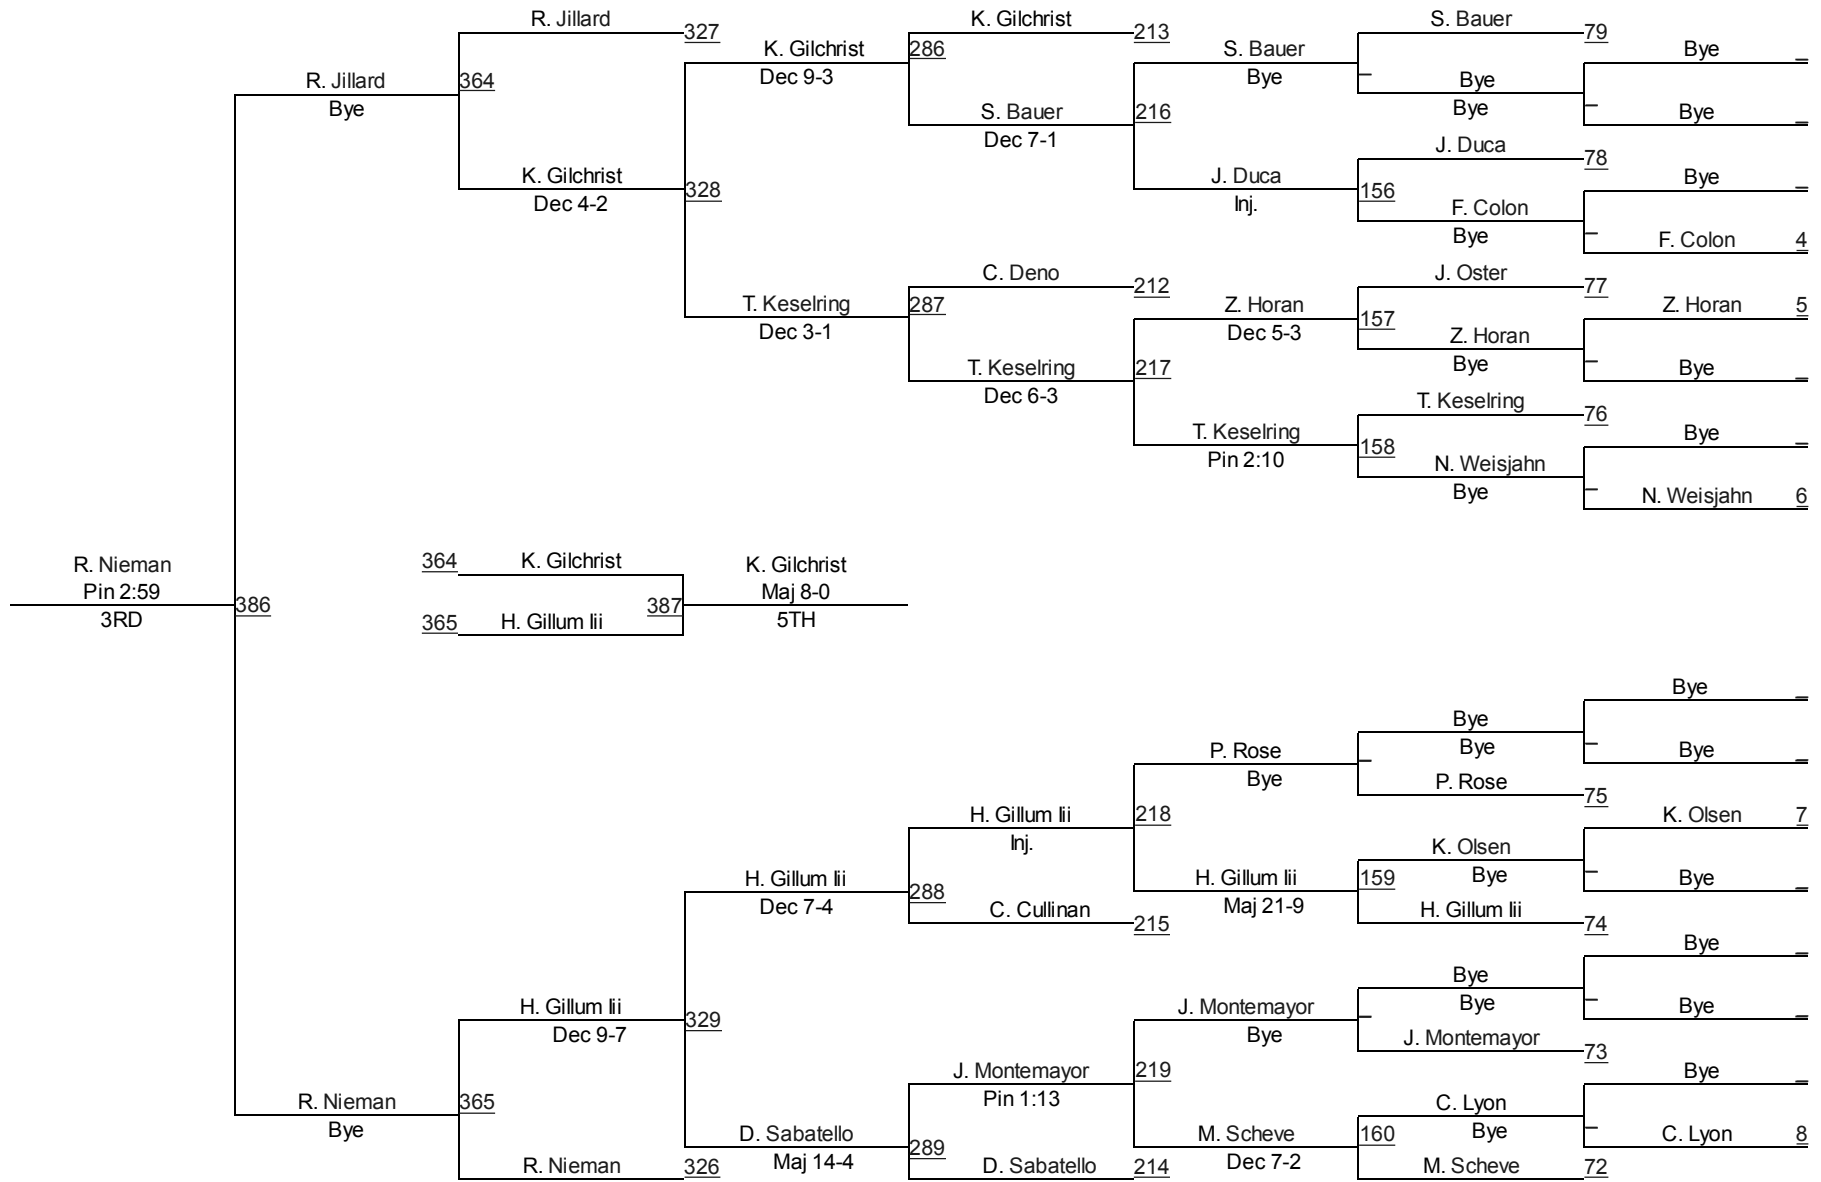 R. Jillard
327
K. Gilchrist
213
S. Bauer
79
K. Gilchrist
286
S. Bauer
Bye
_
Dec 9-3
Bye
_
Bye
R. Jillard
364
Bye
Bye
S. Bauer
216
Bye
_
Bye
_
Dec 7-1
J. Duca
78
K. Gilchrist
328
J. Duca
156
Bye
_
Dec 4-2
Inj.
F. Colon
Bye
_
F. Colon
4
C. Deno
212
J. Oster
77
T. Keselring
287
Z. Horan
157
Z. Horan
5
Dec 3-1
Dec 5-3
Z. Horan
Bye
_
T. Keselring
217
Bye
_
Dec 6-3
T. Keselring
76
T. Keselring
158
Bye
_
Pin 2:10
N. Weisjahn
Bye
_
N. Weisjahn
6
R. Nieman
364
K. Gilchrist
K. Gilchrist
Pin 2:59
Maj 8-0
386
387
3RD
365
H. Gillum Iii
5TH
Bye
_
Bye
P. Rose
Bye
_
Bye
_
Bye
_
P. Rose
75
H. Gillum Iii
218
K. Olsen
7
Inj.
K. Olsen
H. Gillum Iii
288
H. Gillum Iii
159
Bye
_
Bye
_
Dec 7-4
C. Cullinan
215
Maj 21-9
H. Gillum Iii
74
Bye
_
Bye
H. Gillum Iii
329
J. Montemayor
_
Bye
_
Bye
_
Dec 9-7
Bye
J. Montemayor
73
J. Montemayor
219
Bye
_
R. Nieman
365
Pin 1:13
C. Lyon
Bye
D. Sabatello
289
M. Scheve
160
Bye
_
C. Lyon
8
Maj 14-4
Dec 7-2
R. Nieman
326
D. Sabatello
214
M. Scheve
72